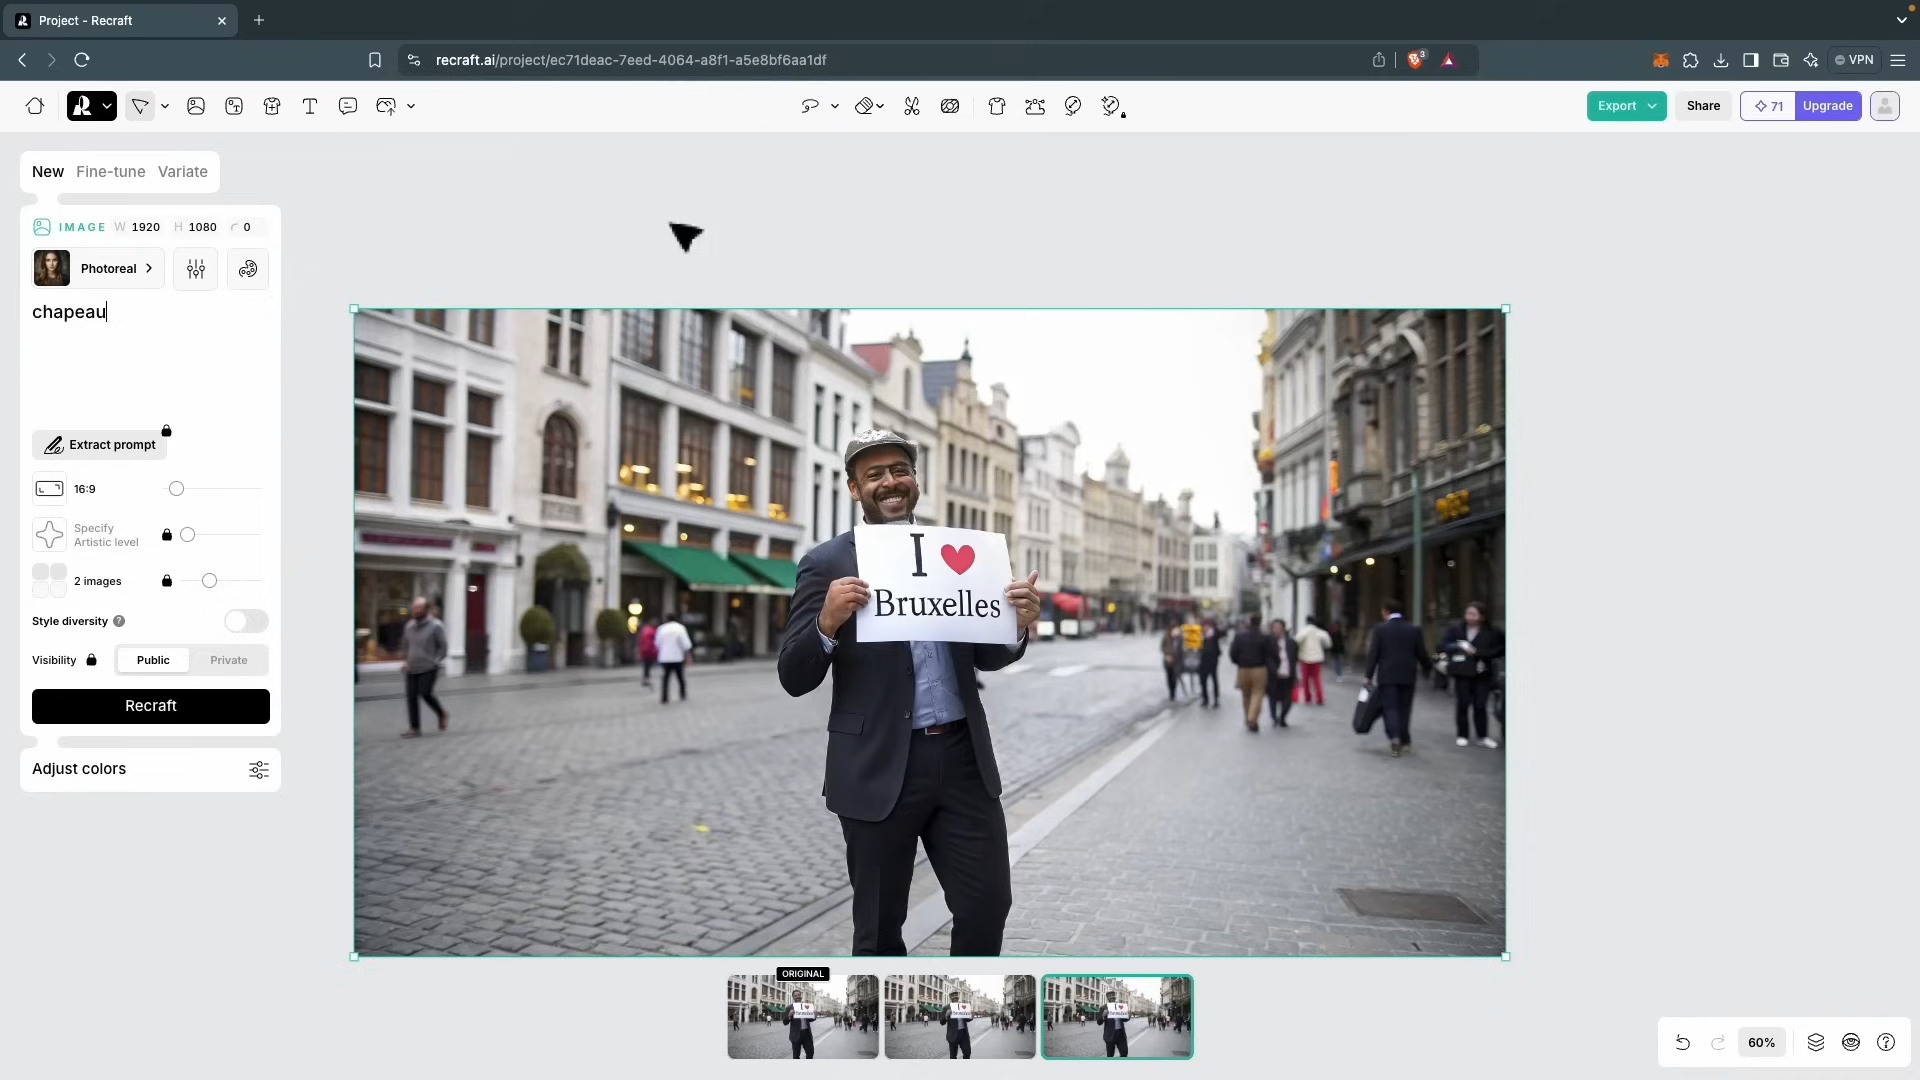 Project - Recraft
recraft.ai/project/ec71deac-7eed-4064-a8f1-a5e8bf6aa1df
3
VPN
Export
Share
71
Upgrade
New Fine-tune Variate
IMAGE W 1920 H 1080 0
Photoreal
chapeau
Extract prompt
16:9
Specify
Artistic level
2 images
Style diversity ?
Visibility Public Private
Recraft
Adjust colors
I ❤
Bruxelles
ORIGINAL
60%